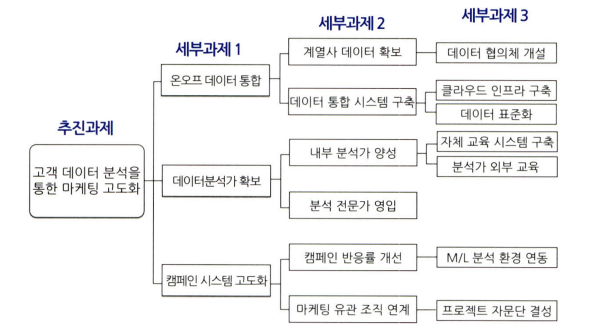 세부과제 1
세부과제 2
세부과제 3
추진과제
고객 데이터 분석을
통한 마케팅 고도화
온오프 데이터 통합
계열사 데이터 확보
데이터 협의체 개설
데이터 통합 시스템 구축
클라우드 인프라 구축
데이터 표준화
데이터분석가 확보
내부 분석가 양성
자체 교육 시스템 구축
분석가 외부 교육
분석 전문가 영입
캠페인 시스템 고도화
캠페인 반응률 개선
M/L 분석 환경 연동
마케팅 유관 조직 연계
프로젝트 자문단 결성